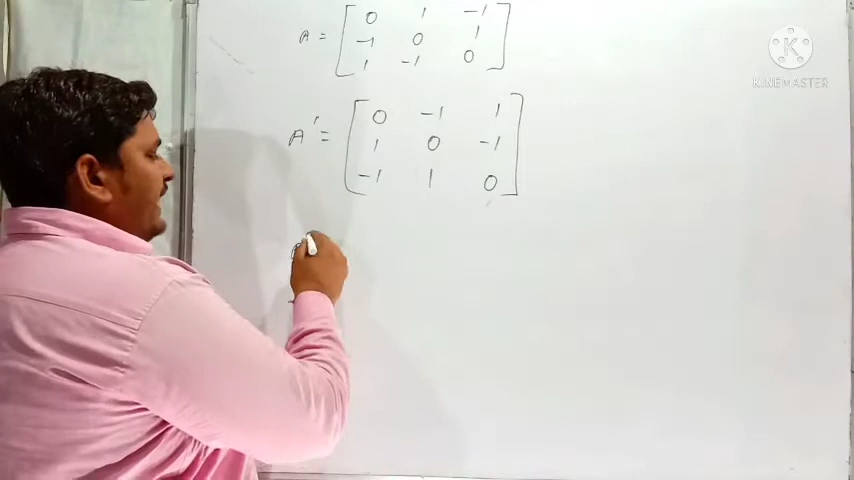 A = [ 0 1 -1
-1 0 1
1 -1 0 ]
A' = [ 0 -1 1
1 0 -1
-1 1 0 ]
KINEMASTER